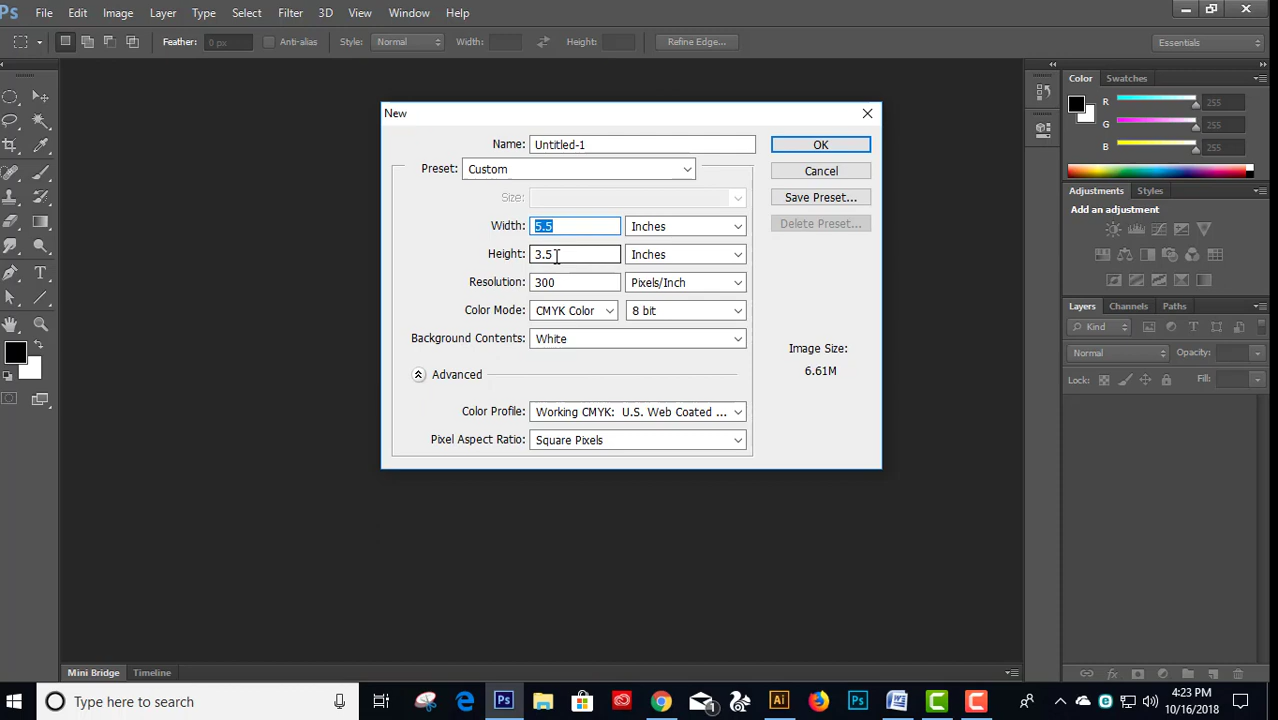 Ps File Edit Image Layer Type Select Filter 3D View Window Help
Feather: 0 px Anti-alias Style: Normal Width: Height: Refine Edge... Essentials
Color Swatches
R 255
G 255
B 255
Adjustments Styles
Add an adjustment
Layers Channels Paths
Kind
Normal Opacity:
Lock: Fill:
New
Name: Untitled-1 OK
Preset: Custom Cancel
Size: Save Preset...
Width: 5.5 Inches Delete Preset...
Height: 3.5 Inches
Resolution: 300 Pixels/Inch
Color Mode: CMYK Color 8 bit
Background Contents: White
Image Size:
6.61M
Advanced
Color Profile: Working CMYK: U.S. Web Coated ...
Pixel Aspect Ratio: Square Pixels
Mini Bridge Timeline
Type here to search
Ps
1
Ai
Ps
W
C
C
4:23 PM
10/16/2018